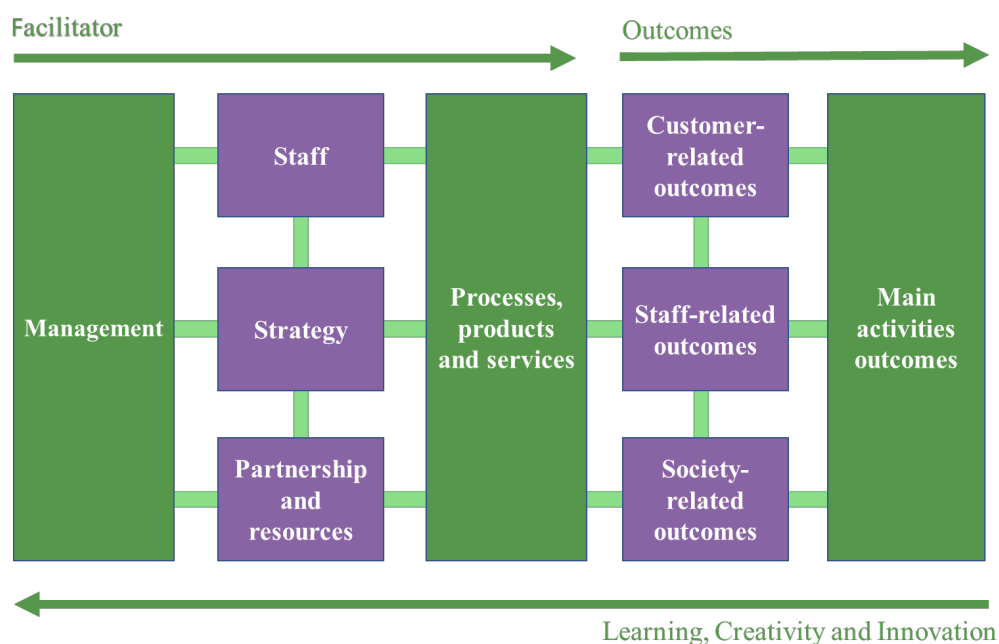 Facilitator
Outcomes
Management
Staff
Strategy
Partnership
and
resources
Processes,
products
and services
Customer-
related
outcomes
Staff-related
outcomes
Society-
related
outcomes
Main
activities
outcomes
Learning, Creativity and Innovation